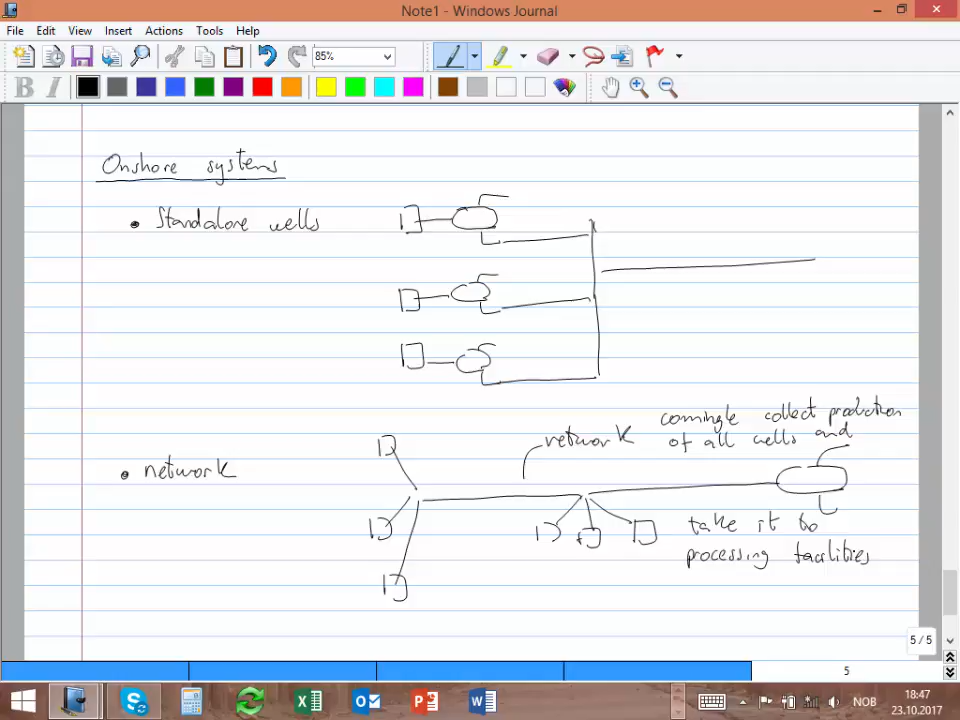 Note1 - Windows Journal
File Edit View Insert Actions Tools Help
85%
B I
Onshore systems
• Standalone wells
• network
network
comingle collect production
of all wells and
take it to
processing facilities
5 / 5
5
NOB
18:47
23.10.2017